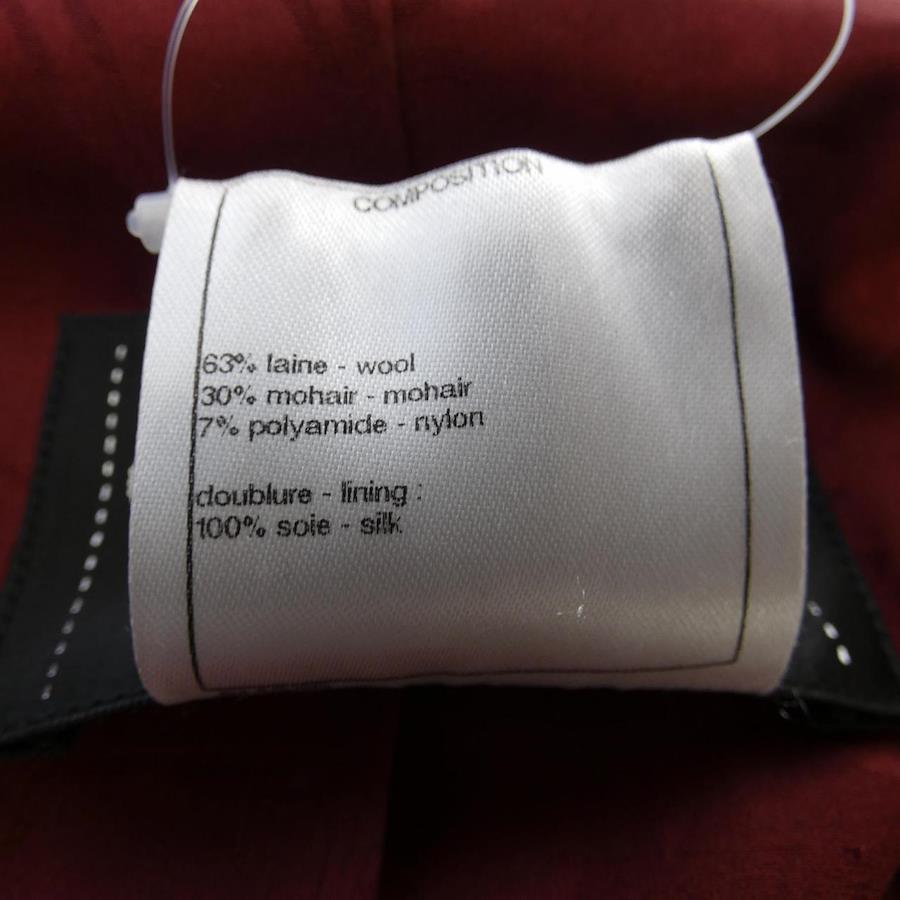 COMPOSITION
63% laine - wool
30% mohair - mohair
7% polyamide - nylon
doublure - lining :
100% soie - silk